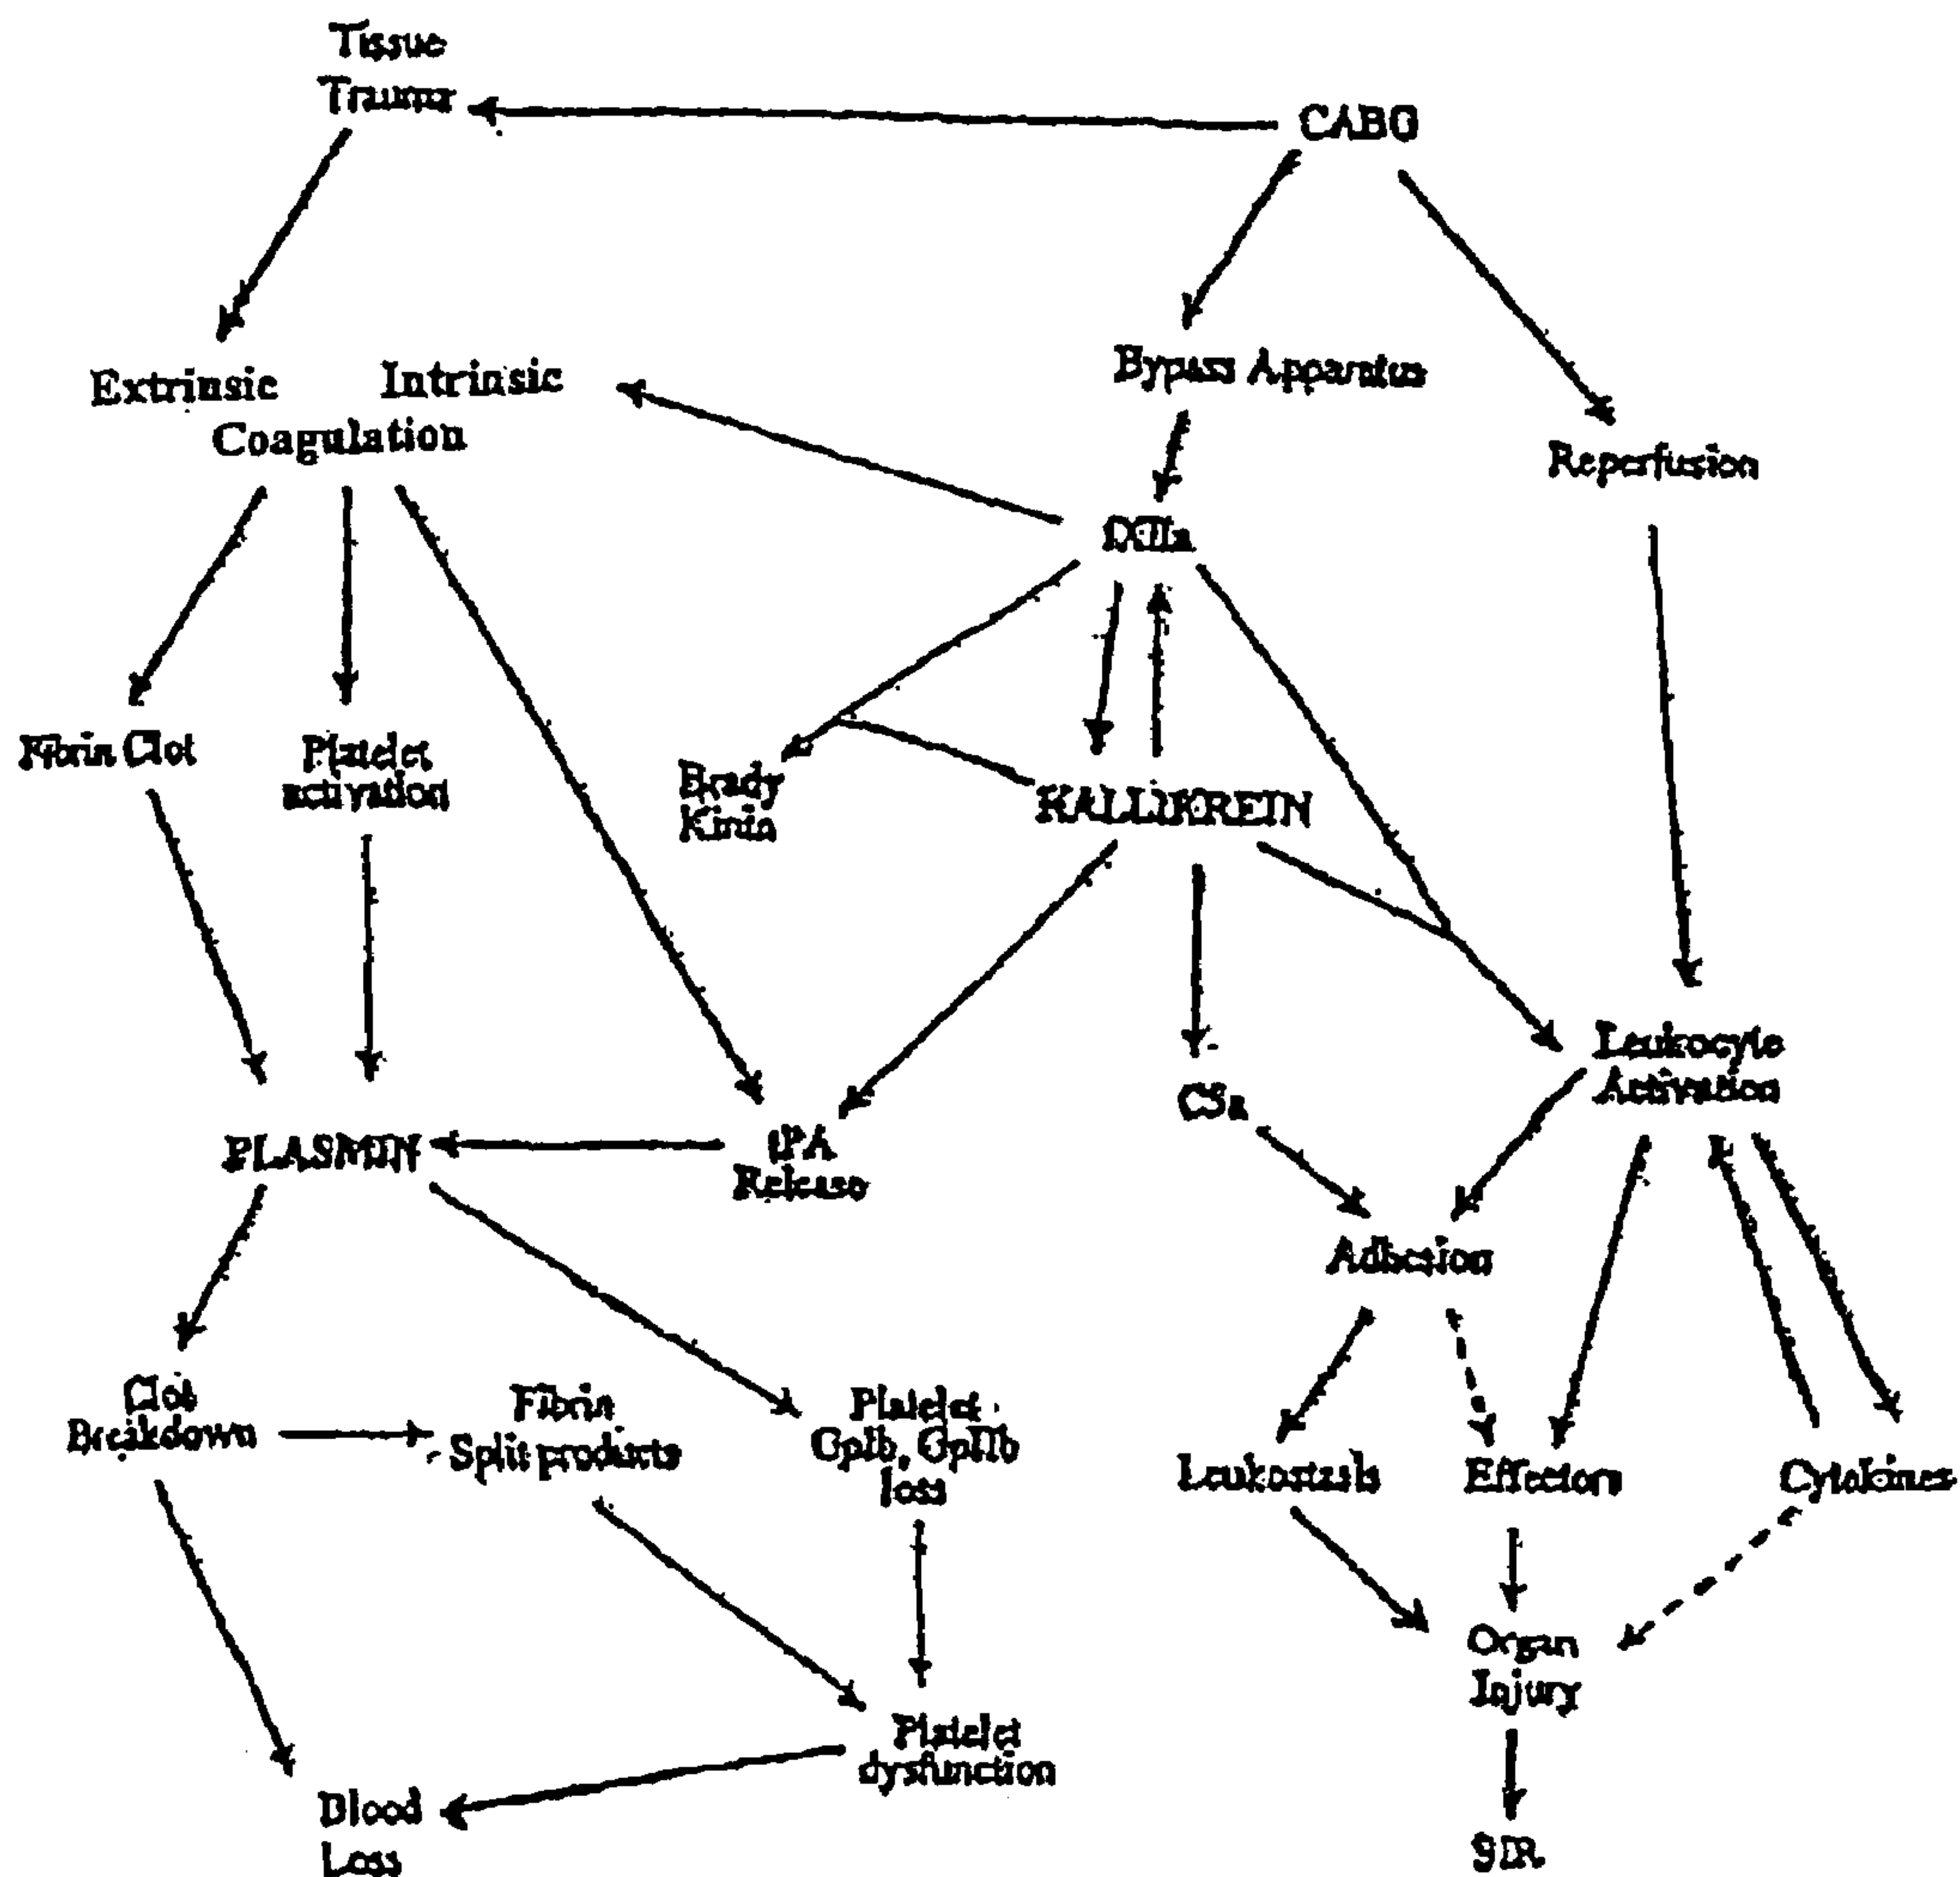 Tissue
Trauma
CABG
Extrinsic
Intrinsic
Coagulation
Bypass Apparatus
Reperfusion
XIIa
Fibrin Clot
Platelet
activation
Brady
Kinin
KALLIKREIN
Leukocyte
Activation
C5a
PLASMIN
tPA
Release
Adhesion
Clot
Breakdown
Fibrin
Split products
Platelet
GpIb, GpIIb
loss
Leukostasis
Effectors
Cytokines
Organ
Injury
Platelet
dysfunction
Blood
Loss
SIR